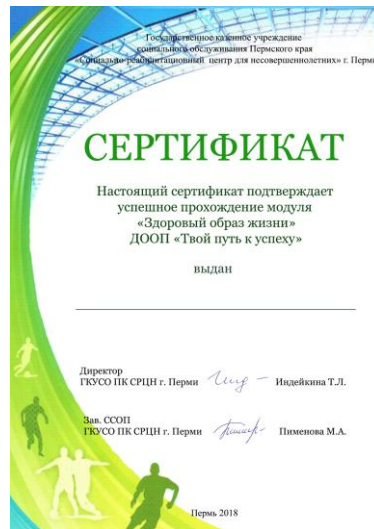 Государственное казенное учреждение
социального обслуживания Пермского края
«Социально-реабилитационный центр для несовершеннолетних» г. Перми
СЕРТИФИКАТ
Настоящий сертификат подтверждает
успешное прохождение модуля
«Здоровый образ жизни»
ДООП «Твой путь к успеху»
выдан
Директор
ГКУСО ПК СРЦН г. Перми Индейкина Т.Л.
Зав. ССОП
ГКУСО ПК СРЦН г. Перми Пименова М.А.
Пермь 2018